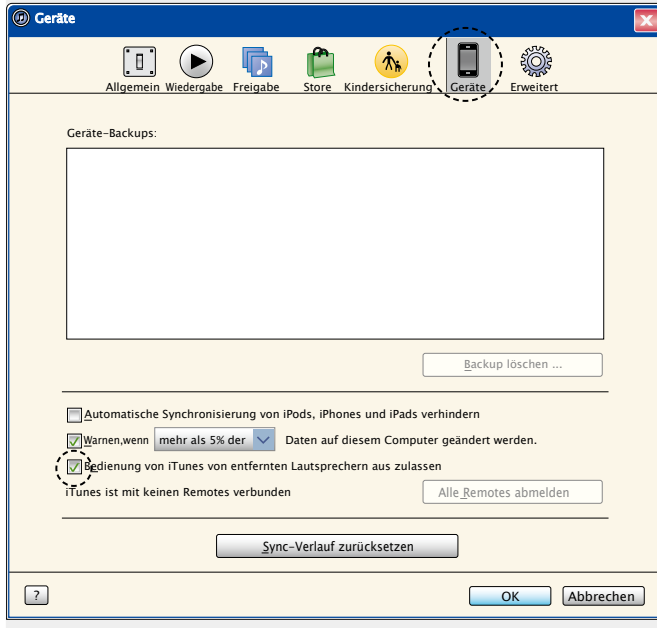 Geräte
Allgemein Wiedergabe Freigabe Store Kindersicherung Geräte Erweitert
Geräte-Backups:
Backup löschen ...
Automatische Synchronisierung von iPods, iPhones und iPads verhindern
Warnen,wenn mehr als 5% der Daten auf diesem Computer geändert werden.
Bedienung von iTunes von entfernten Lautsprechern aus zulassen
iTunes ist mit keinen Remotes verbunden Alle Remotes abmelden
Sync-Verlauf zurücksetzen
? OK Abbrechen